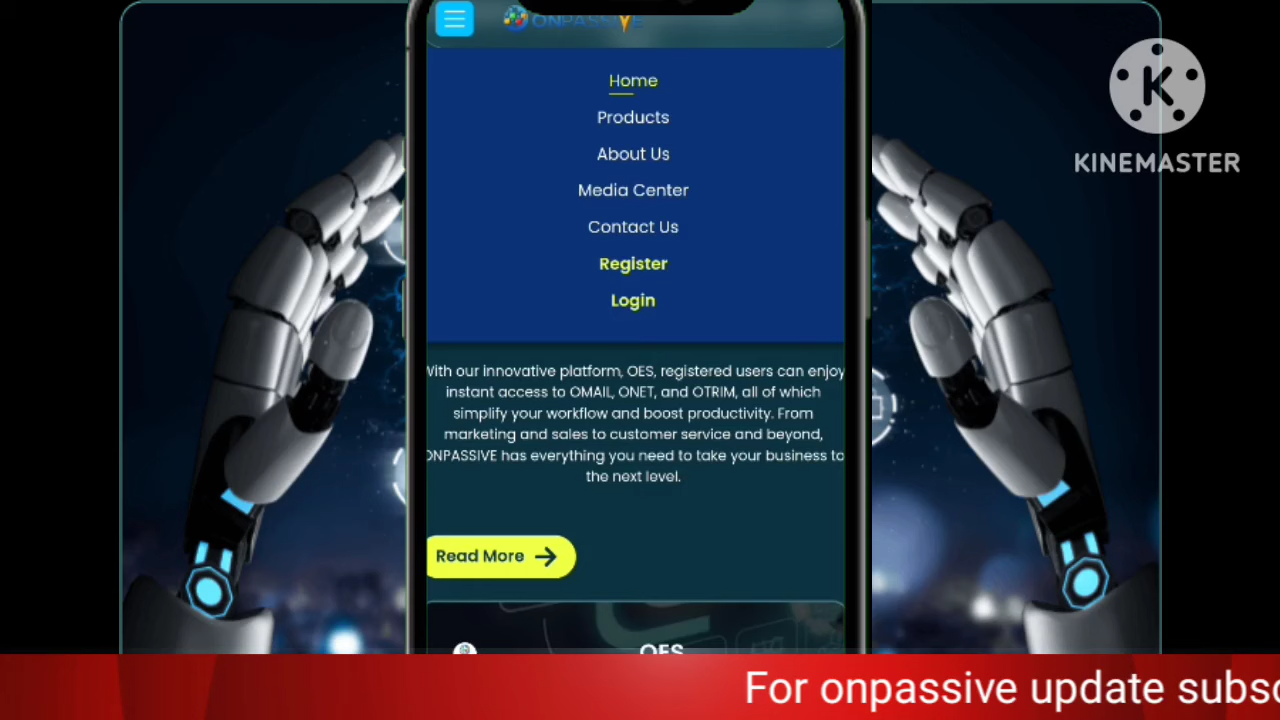 ONPASSIVE
Home
Products
About Us
Media Center
Contact Us
Register
Login
With our innovative platform, OES, registered users can enjoy
instant access to OMAIL, ONET, and OTRIM, all of which
simplify your workflow and boost productivity. From
marketing and sales to customer service and beyond,
ONPASSIVE has everything you need to take your business to
the next level.
Read More
OES
K
KINEMASTER
For onpassive update subsc